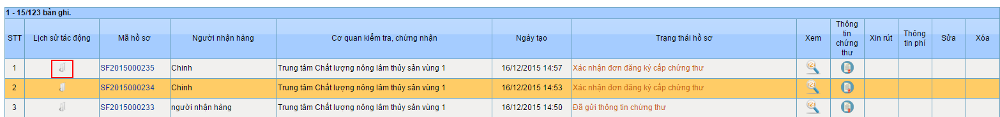 1 - 15/123 bản ghi.
STT Lịch sử tác động Mã hồ sơ Người nhận hàng Cơ quan kiểm tra, chứng nhận Ngày tạo Trạng thái hồ sơ Xem Thông tin chứng thư Xin rút Thông tin phí Sửa Xóa
1 SF2015000235 Chinh Trung tâm Chất lượng nông lâm thủy sản vùng 1 16/12/2015 14:57 Xác nhận đơn đăng ký cấp chứng thư
2 SF2015000234 Chinh Trung tâm Chất lượng nông lâm thủy sản vùng 1 16/12/2015 14:53 Xác nhận đơn đăng ký cấp chứng thư
3 SF2015000233 người nhận hàng Trung tâm Chất lượng nông lâm thủy sản vùng 1 16/12/2015 14:50 Đã gửi thông tin chứng thư